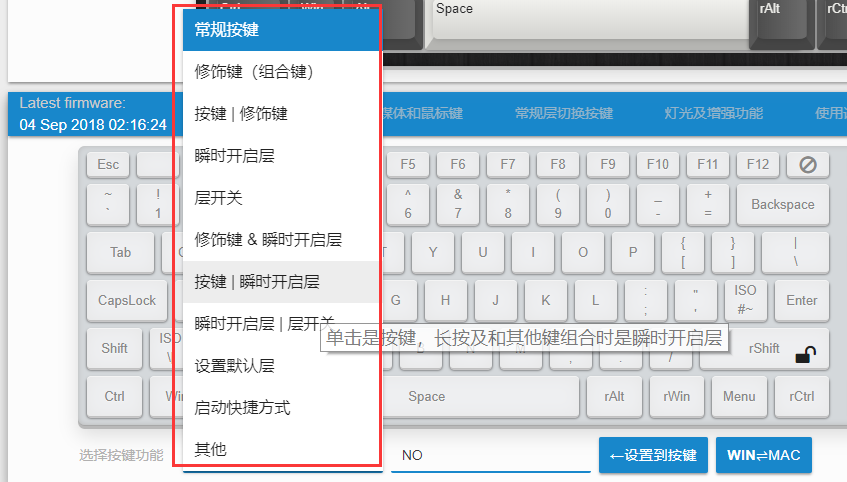 Space
rAlt
常规按键
修饰键（组合键）
按键 | 修饰键
瞬时开启层
层开关
修饰键 & 瞬时开启层
按键 | 瞬时开启层
瞬时开启层 | 层开关
单击是按键，长按及和其他键组合时是瞬时开启层
设置默认层
启动快捷方式
其他
Latest firmware:
04 Sep 2018 02:16:24
媒体和鼠标键
常规层切换按键
灯光及增强功能
Esc
F5
F6
F7
F8
F9
F10
F11
F12
~
`
!
1
^
6
&
7
*
8
(
9
)
0
_
-
+
=
Backspace
Tab
Y
U
I
O
P
{
[
}
]
|
\
CapsLock
G
H
J
K
L
:
;
"
'
ISO
#~
Enter
Shift
ISO
\
rShift
Ctrl
Space
rAlt
rWin
Menu
rCtrl
选择按键功能
NO
←设置到按键
WIN⇌MAC